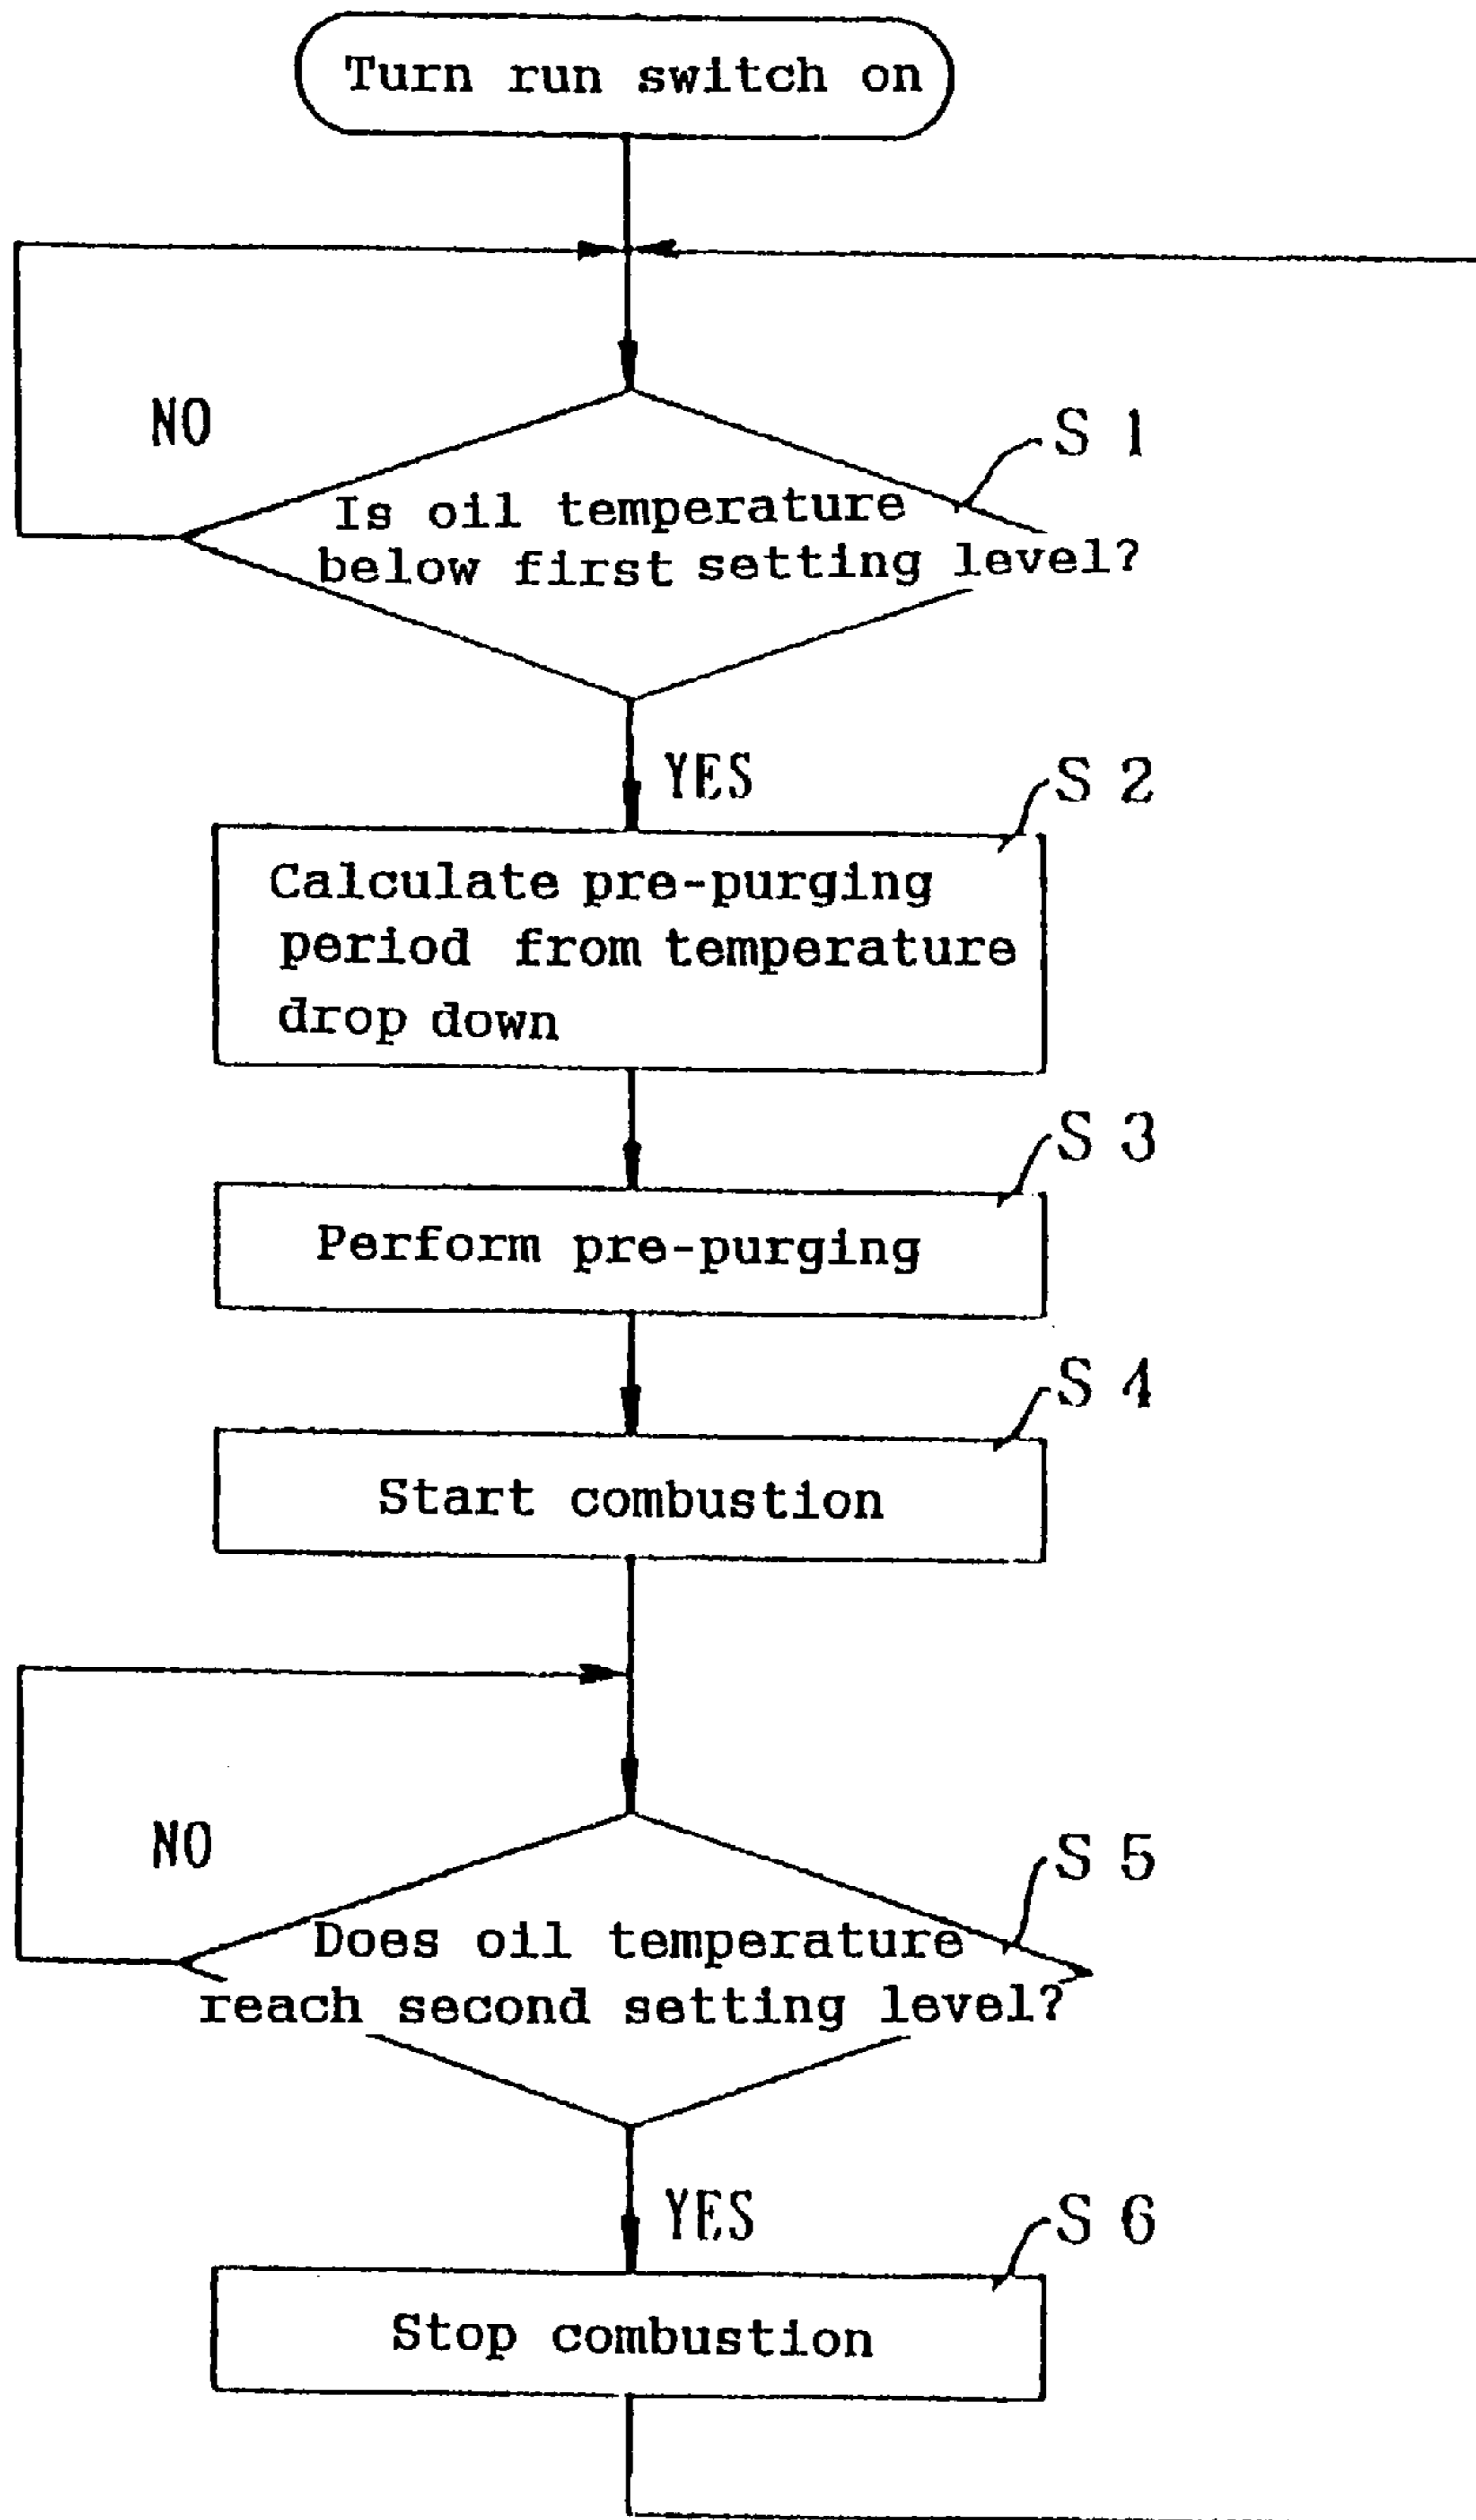 Turn run switch on
NO
S 1
Is oil temperature
below first setting level?
YES
S 2
Calculate pre-purging
period from temperature
drop down
S 3
Perform pre-purging
S 4
Start combustion
NO
S 5
Does oil temperature
reach second setting level?
YES
S 6
Stop combustion